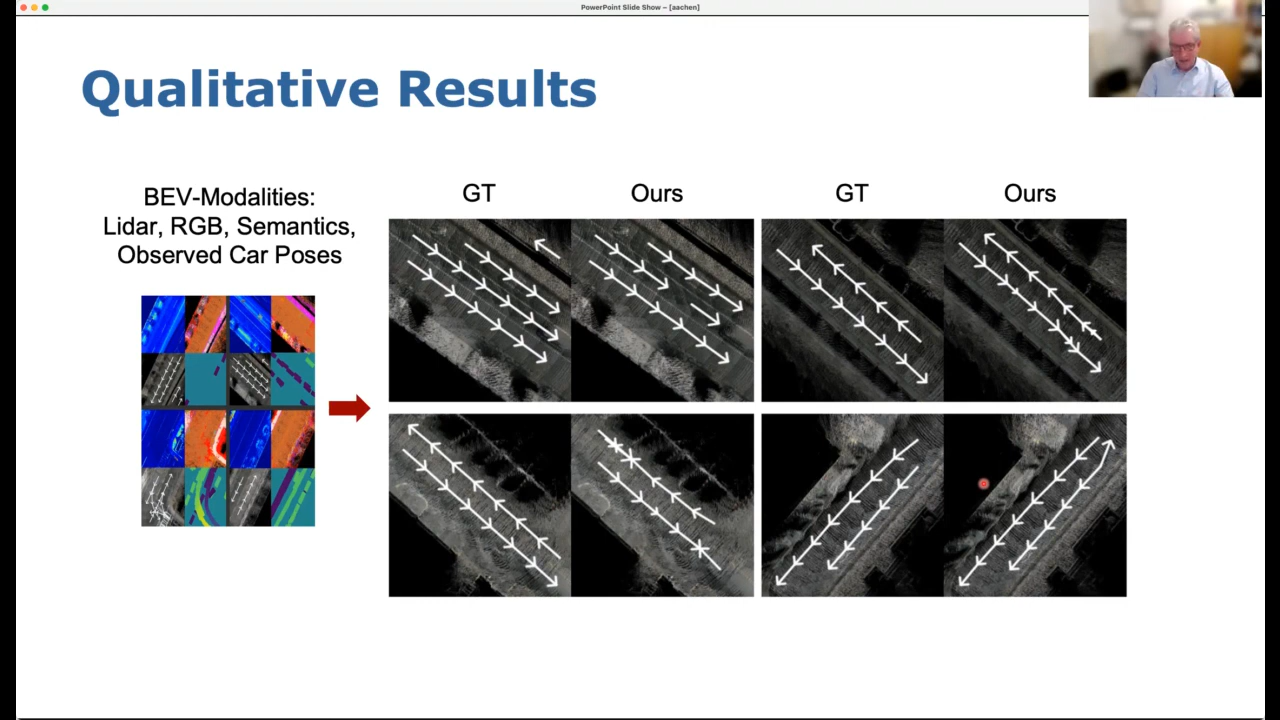 PowerPoint Slide Show – [aachen]
Qualitative Results
BEV-Modalities:
Lidar, RGB, Semantics,
Observed Car Poses
GT
Ours
GT
Ours